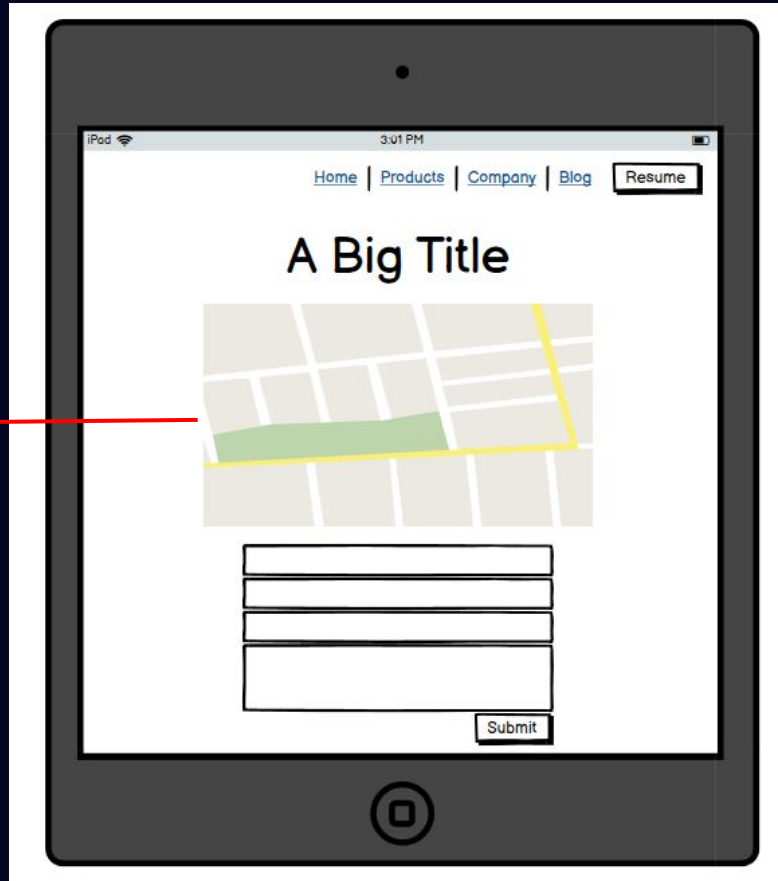 iPod 3:01 PM
Home | Products | Company | Blog Resume
A Big Title
Submit